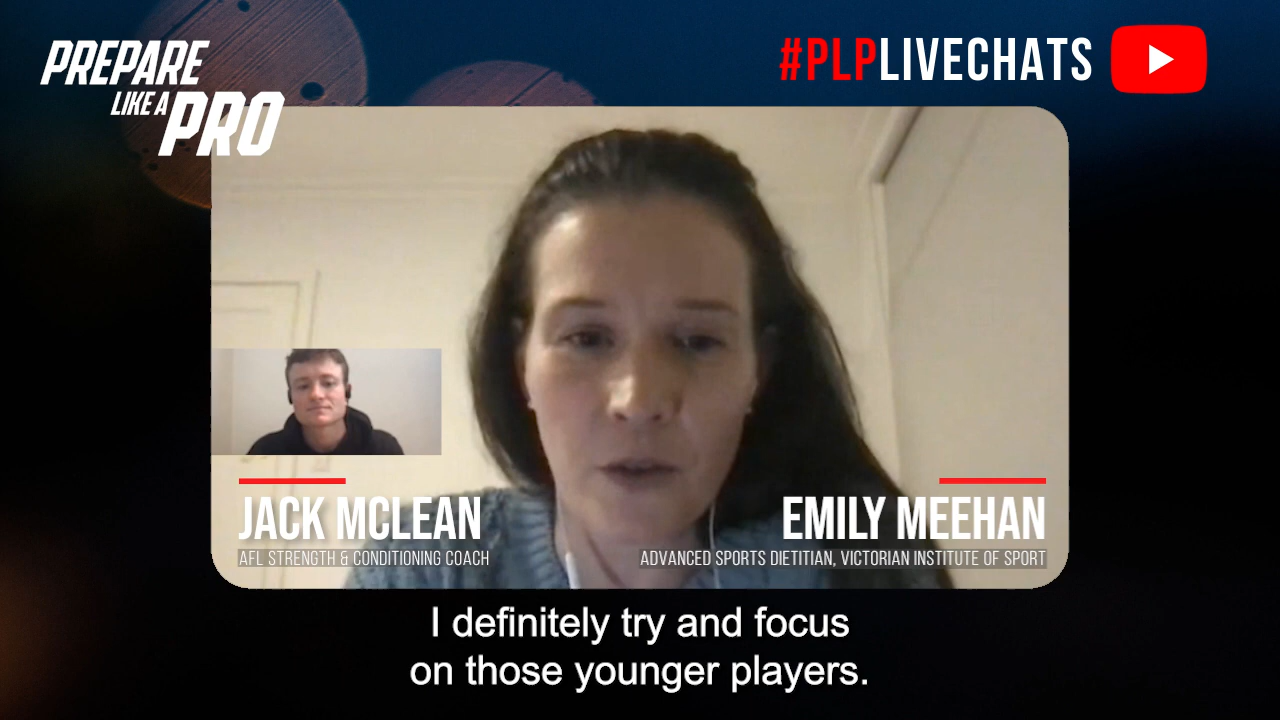 PREPARE
LIKE A
PRO
#PLPLIVECHATS
JACK MCLEAN
AFL STRENGTH & CONDITIONING COACH
EMILY MEEHAN
ADVANCED SPORTS DIETITIAN, VICTORIAN INSTITUTE OF SPORT
I definitely try and focus
on those younger players.